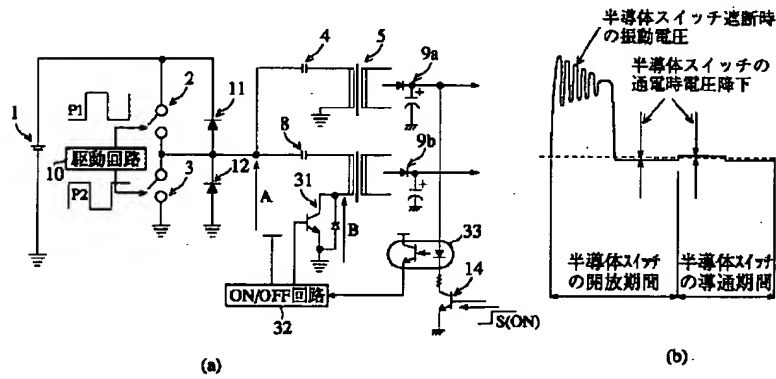 4
5
9a
2
11
P1
1
駆動回路
10
8
9b
12
3
P2
31
A
B
33
14
ON/OFF回路
32
S(ON)
(a)
半導体スイッチ遮断時
の振動電圧
半導体スイッチの
通電時電圧降下
半導体スイッチ
の開放期間
半導体スイッチ
の導通期間
(b)